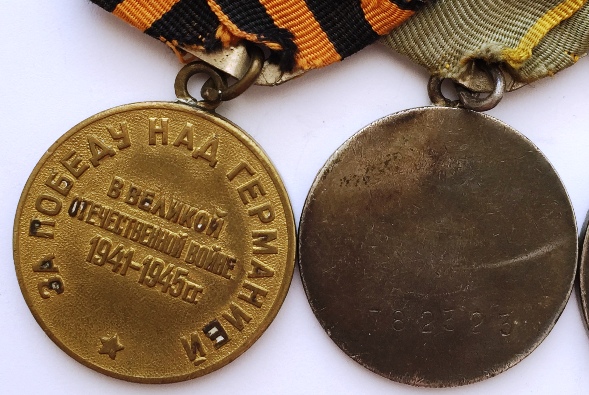 ЗА ПОБЕДУ НАД ГЕРМАНИЕЙ
В ВЕЛИКОЙ
ОТЕЧЕСТВЕННОЙ ВОЙНЕ
1941-1945 гг